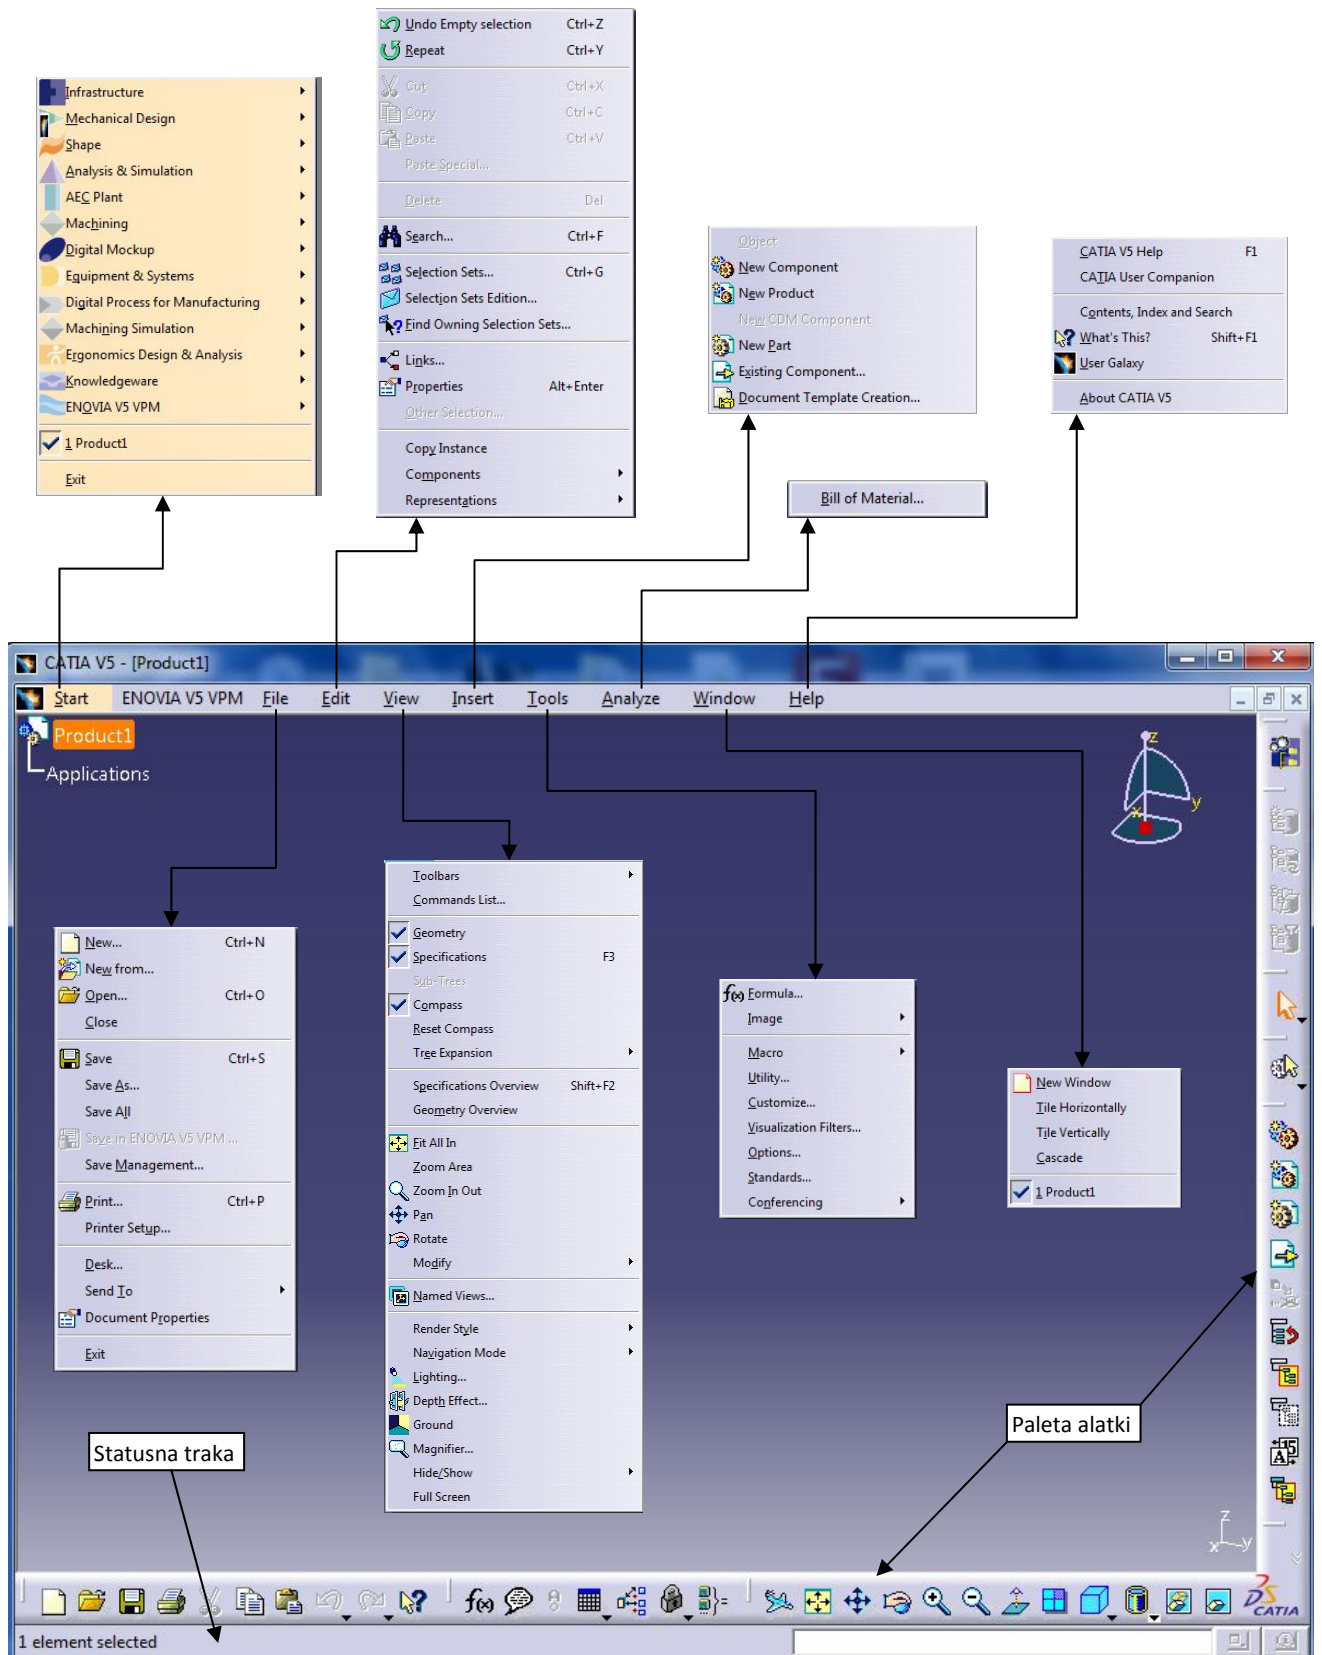 Undo Empty selection Ctrl+Z
Repeat Ctrl+Y
Cut Ctrl+X
Copy Ctrl+C
Paste Ctrl+V
Paste Special...
Delete Del
Search... Ctrl+F
Selection Sets... Ctrl+G
Selection Sets Edition...
Find Owning Selection Sets...
Links...
Properties Alt+Enter
Other Selection...
Copy Instance
Components
Representations
Infrastructure
Mechanical Design
Shape
Analysis & Simulation
AEC Plant
Machining
Digital Mockup
Equipment & Systems
Digital Process for Manufacturing
Machining Simulation
Ergonomics Design & Analysis
Knowledgeware
ENOVIA V5 VPM
1 Product1
Exit
Object
New Component
New Product
New CDM Component
New Part
Existing Component...
Document Template Creation...
CATIA V5 Help F1
CATIA User Companion
Contents, Index and Search
What's This? Shift+F1
User Galaxy
About CATIA V5
Bill of Material...
CATIA V5 - [Product1]
Start ENOVIA V5 VPM File Edit View Insert Tools Analyze Window Help
Product1
Applications
z
y
x
New... Ctrl+N
New from...
Open... Ctrl+O
Close
Save Ctrl+S
Save As...
Save All
Save in ENOVIA V5 VPM ...
Save Management...
Print... Ctrl+P
Printer Setup...
Desk...
Send To
Document Properties
Exit
Toolbars
Commands List...
Geometry
Specifications F3
Sub-Trees
Compass
Reset Compass
Tree Expansion
Specifications Overview Shift+F2
Geometry Overview
Fit All In
Zoom Area
Zoom In Out
Pan
Rotate
Modify
Named Views...
Render Style
Navigation Mode
Lighting...
Depth Effect...
Ground
Magnifier...
Hide/Show
Full Screen
f(x) Formula...
Image
Macro
Utility...
Customize...
Visualization Filters...
Options...
Standards...
Conferencing
New Window
Tile Horizontally
Tile Vertically
Cascade
1 Product1
Paleta alatki
Statusna traka
15
A
z
x y
f(x)
CATIA
1 element selected